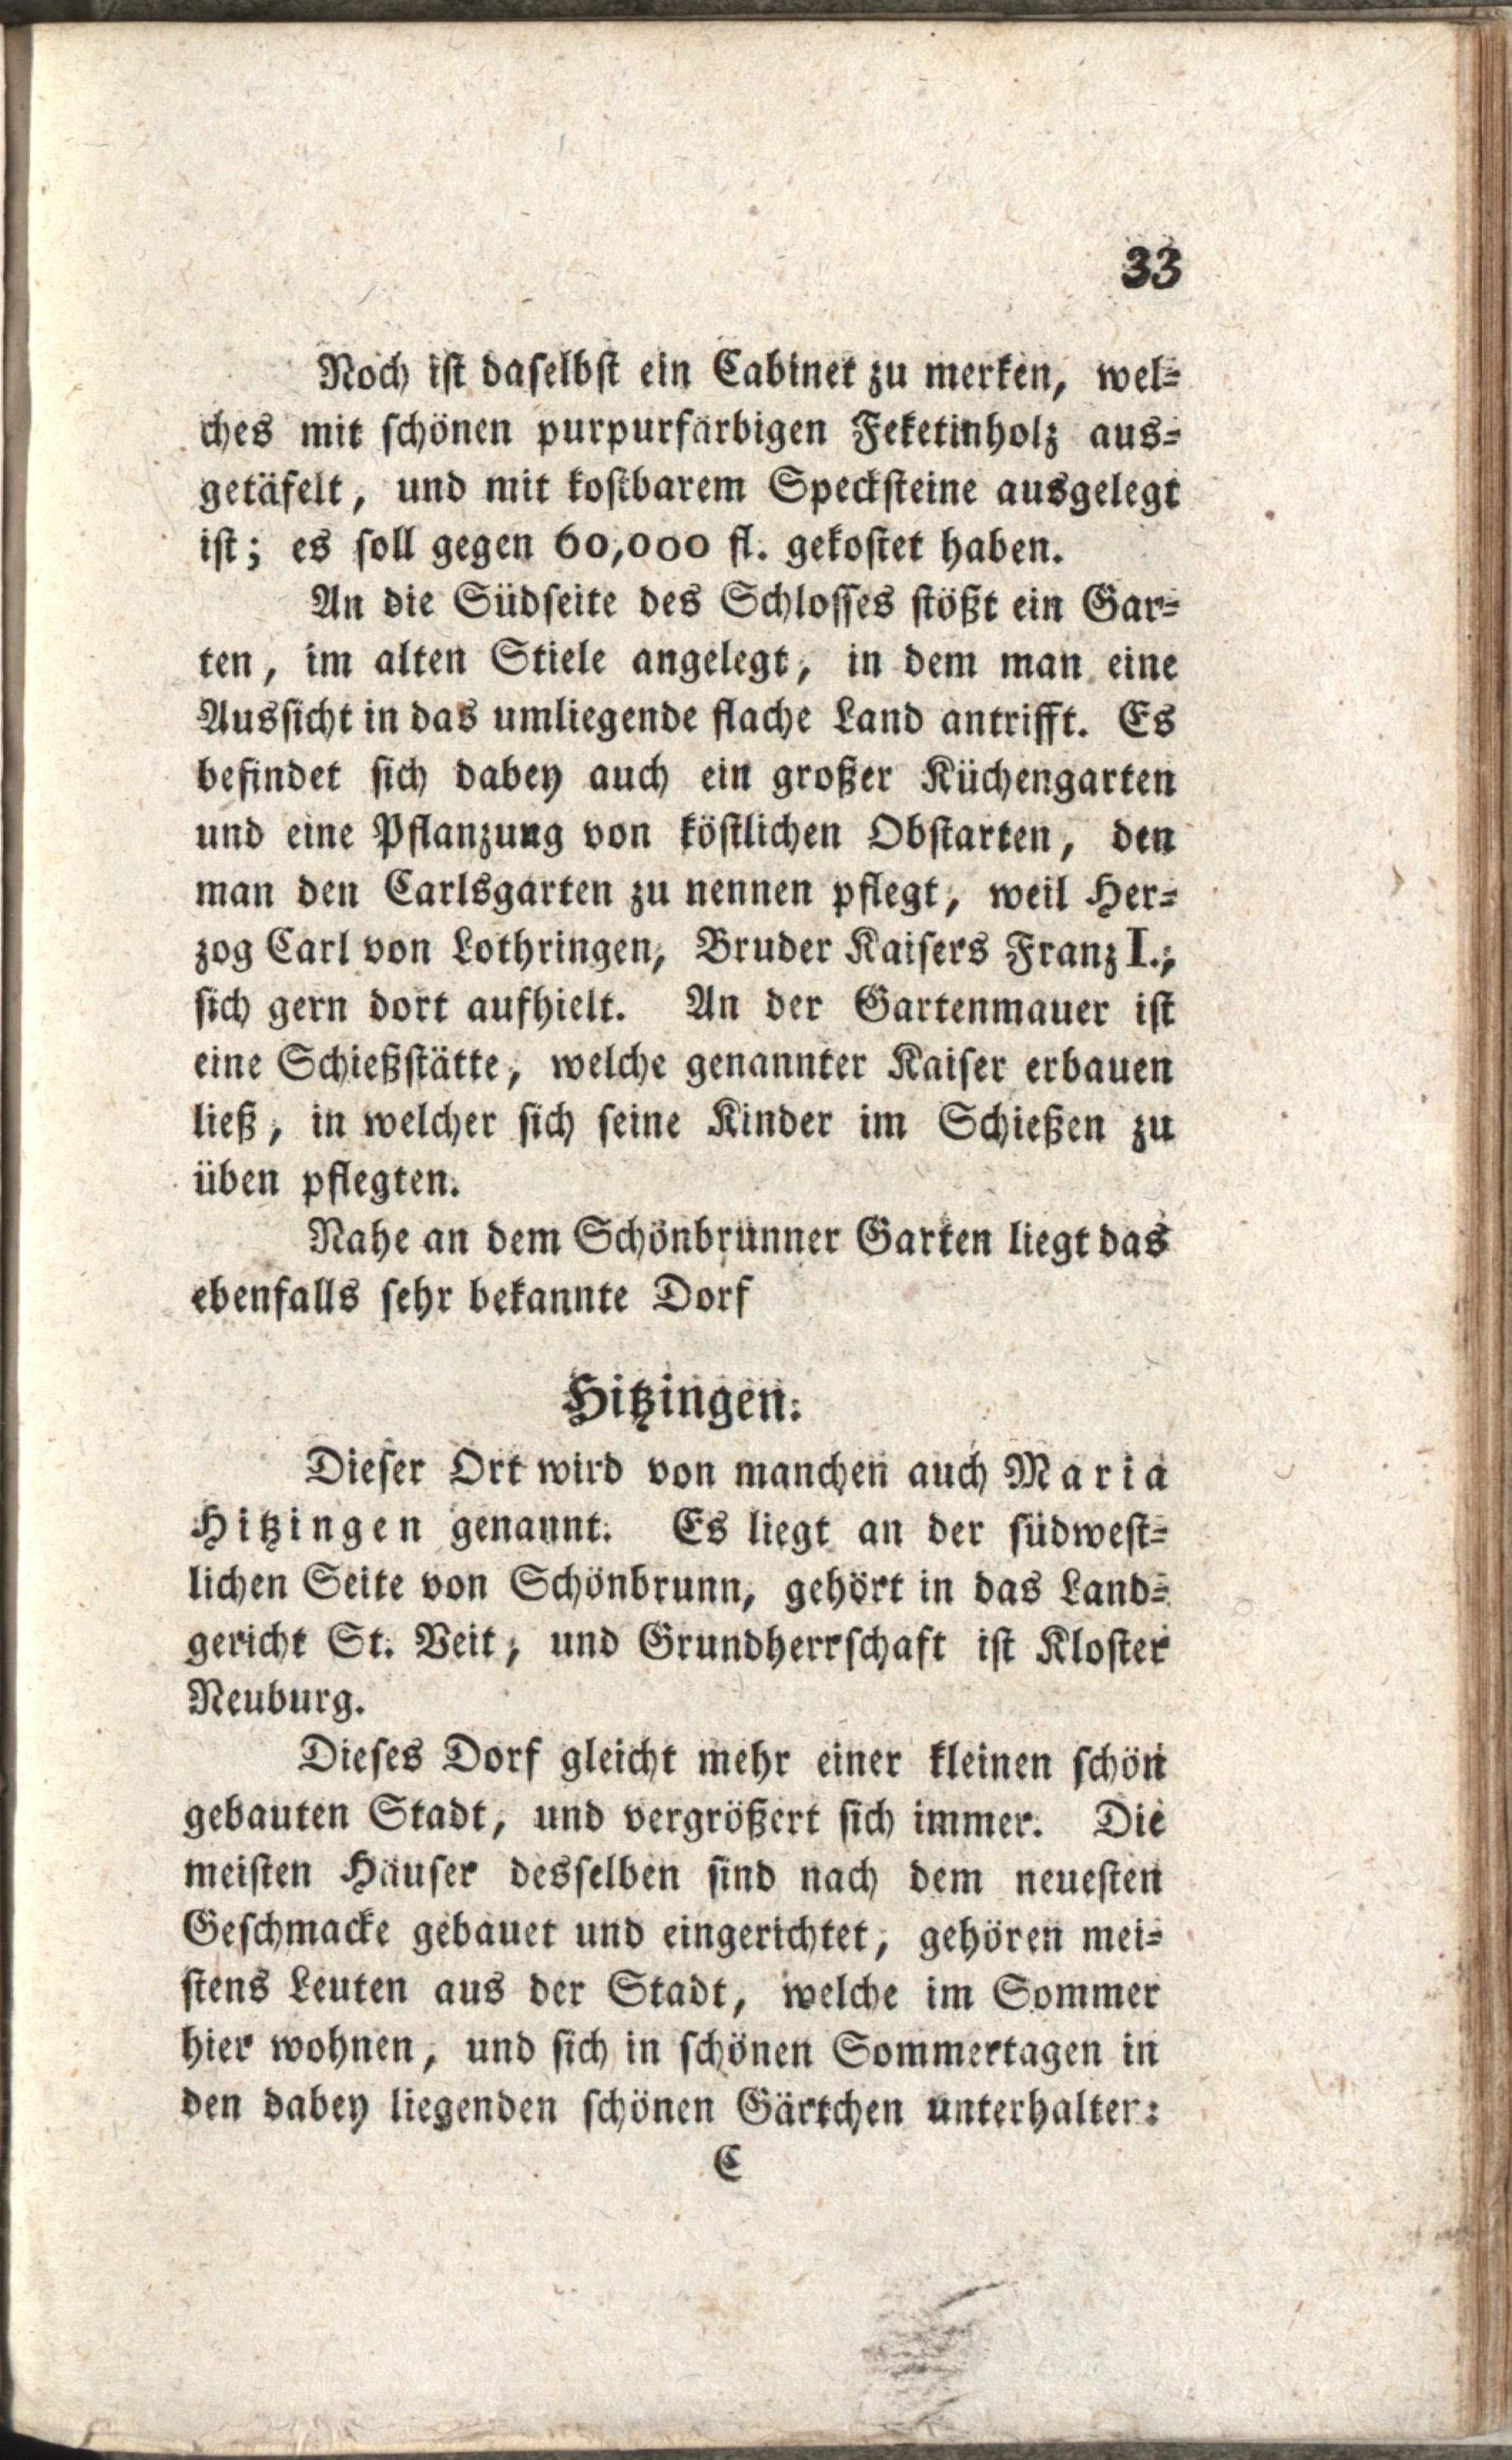 33
Noch ist daselbst ein Cabinet zu merken, wel=
ches mit schönen purpurfärbigen Feketinholz aus=
getäfelt, und mit kostbarem Specksteine ausgelegt
ist; es soll gegen 60,000 fl. gekostet haben.
An die Südseite des Schlosses stößt ein Gar=
ten, im alten Stiele angelegt, in dem man eine
Aussicht in das umliegende flache Land antrifft. Es
befindet sich dabey auch ein großer Küchengarten
und eine Pflanzung von köstlichen Obstarten, den
man den Carlsgarten zu nennen pflegt, weil Her=
zog Carl von Lothringen, Bruder Kaisers Franz I.,
sich gern dort aufhielt. An der Gartenmauer ist
eine Schießstätte, welche genannter Kaiser erbauen
ließ, in welcher sich seine Kinder im Schießen zu
üben pflegten.
Nahe an dem Schönbrunner Garten liegt das
ebenfalls sehr bekannte Dorf
Hitzingen.
Dieser Ort wird von manchen auch Maria
Hitzingen genannt. Es liegt an der südwest=
lichen Seite von Schönbrunn, gehört in das Land=
gericht St. Veit, und Grundherrschaft ist Kloster
Neuburg.
Dieses Dorf gleicht mehr einer kleinen schön
gebauten Stadt, und vergrößert sich immer. Die
meisten Häuser desselben sind nach dem neuesten
Geschmacke gebauet und eingerichtet, gehören mei=
stens Leuten aus der Stadt, welche im Sommer
hier wohnen, und sich in schönen Sommertagen in
den dabey liegenden schönen Gärtchen unterhalten:
C